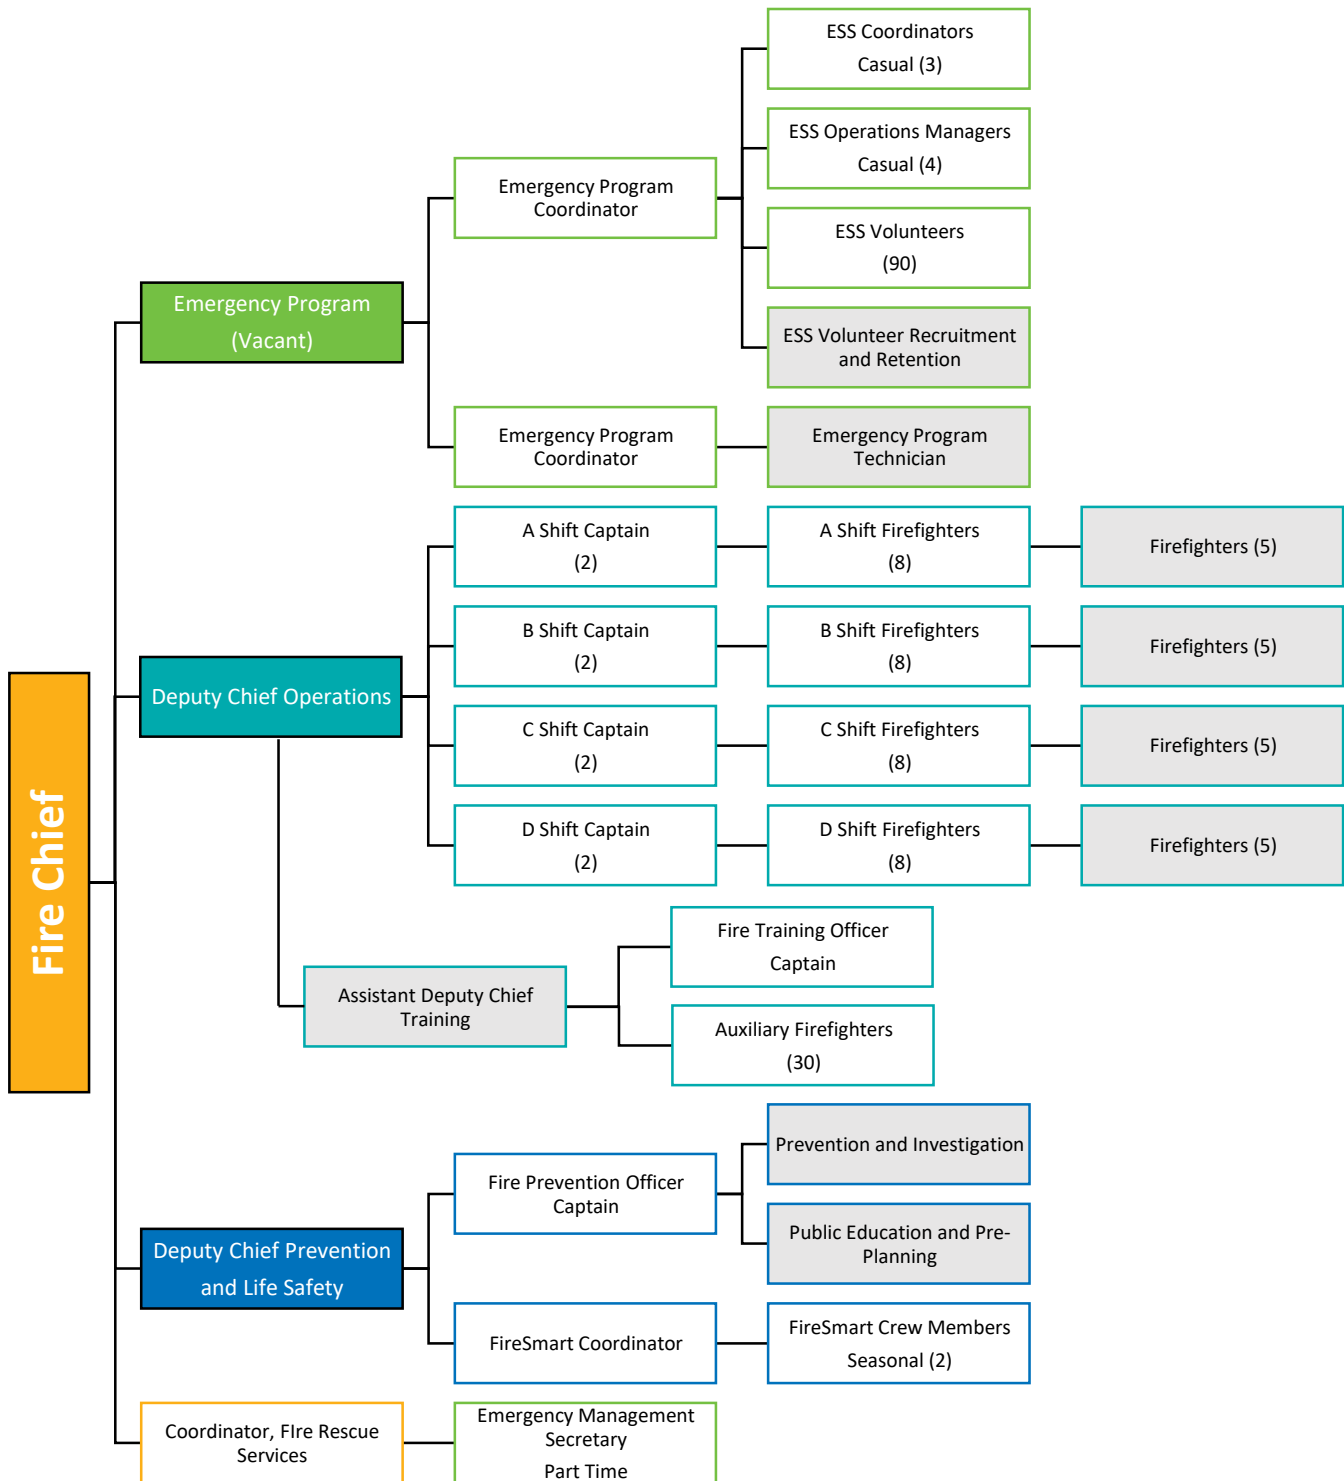 Fire Chief
Emergency Program
(Vacant)
Emergency Program
Coordinator
ESS Coordinators
Casual (3)
ESS Operations Managers
Casual (4)
ESS Volunteers
(90)
ESS Volunteer Recruitment
and Retention
Emergency Program
Coordinator
Emergency Program
Technician
Deputy Chief Operations
A Shift Captain
(2)
A Shift Firefighters
(8)
Firefighters (5)
B Shift Captain
(2)
B Shift Firefighters
(8)
Firefighters (5)
C Shift Captain
(2)
C Shift Firefighters
(8)
Firefighters (5)
D Shift Captain
(2)
D Shift Firefighters
(8)
Firefighters (5)
Assistant Deputy Chief
Training
Fire Training Officer
Captain
Auxiliary Firefighters
(30)
Deputy Chief Prevention
and Life Safety
Fire Prevention Officer
Captain
Prevention and Investigation
Public Education and Pre-
Planning
FireSmart Coordinator
FireSmart Crew Members
Seasonal (2)
Coordinator, FIre Rescue
Services
Emergency Management
Secretary
Part Time